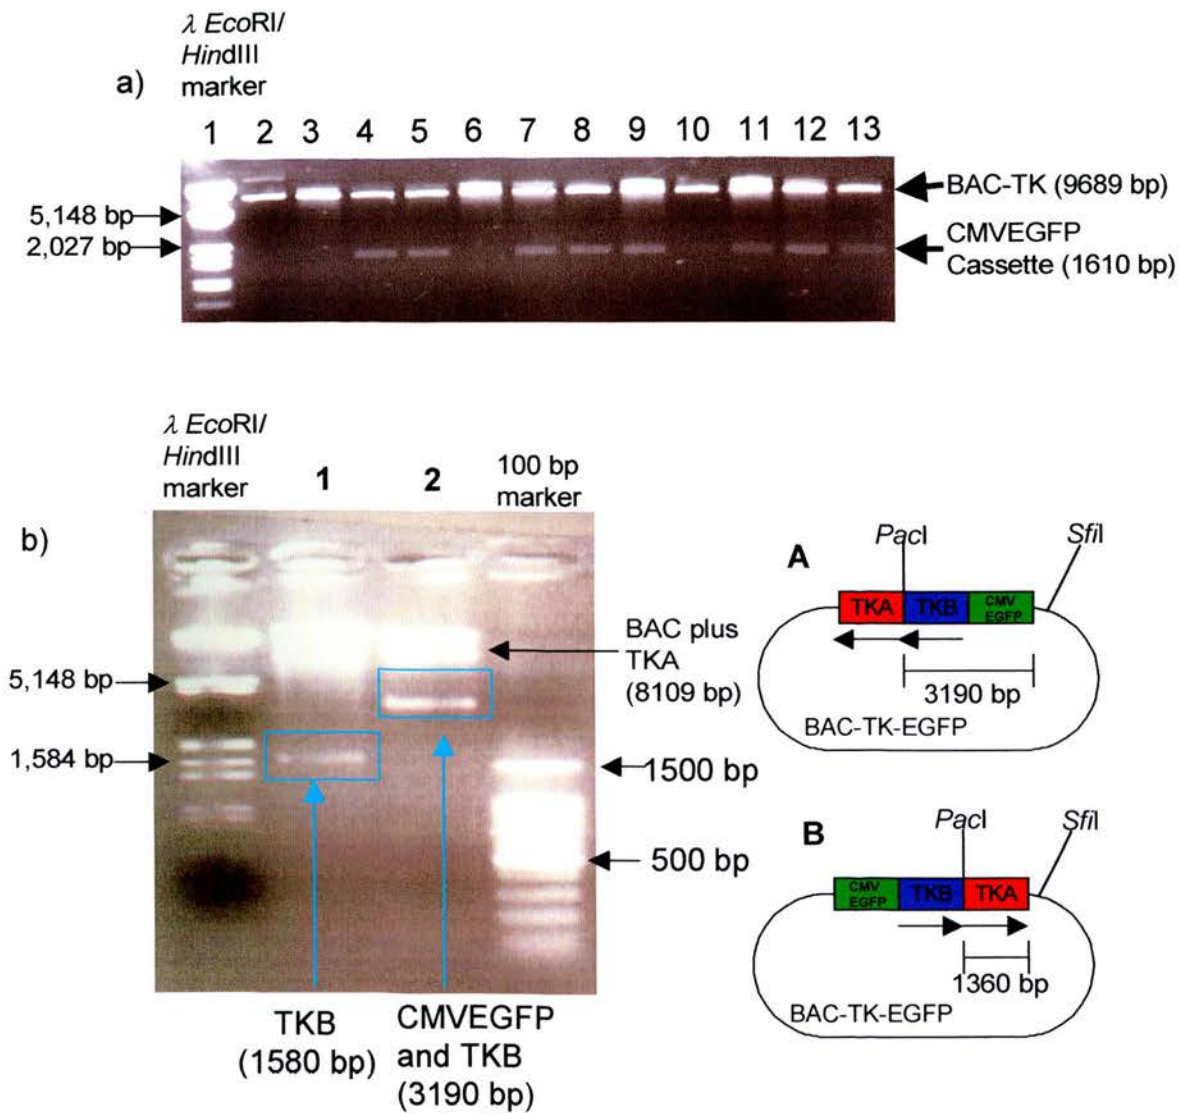 λ EcoRI/
HindIII
marker
a)
1 2 3 4 5 6 7 8 9 10 11 12 13
BAC-TK (9689 bp)
5,148 bp
2,027 bp
CMVEGFP
Cassette (1610 bp)
λ EcoRI/
HindIII
marker
1
2
100 bp
marker
b)
BAC plus
TKA
(8109 bp)
5,148 bp
1,584 bp
1500 bp
500 bp
TKB
(1580 bp)
CMVEGFP
and TKB
(3190 bp)
A
PacI
SfiI
TKA
TKB
CMV
EGFP
3190 bp
BAC-TK-EGFP
B
PacI
SfiI
CMV
EGFP
TKB
TKA
1360 bp
BAC-TK-EGFP